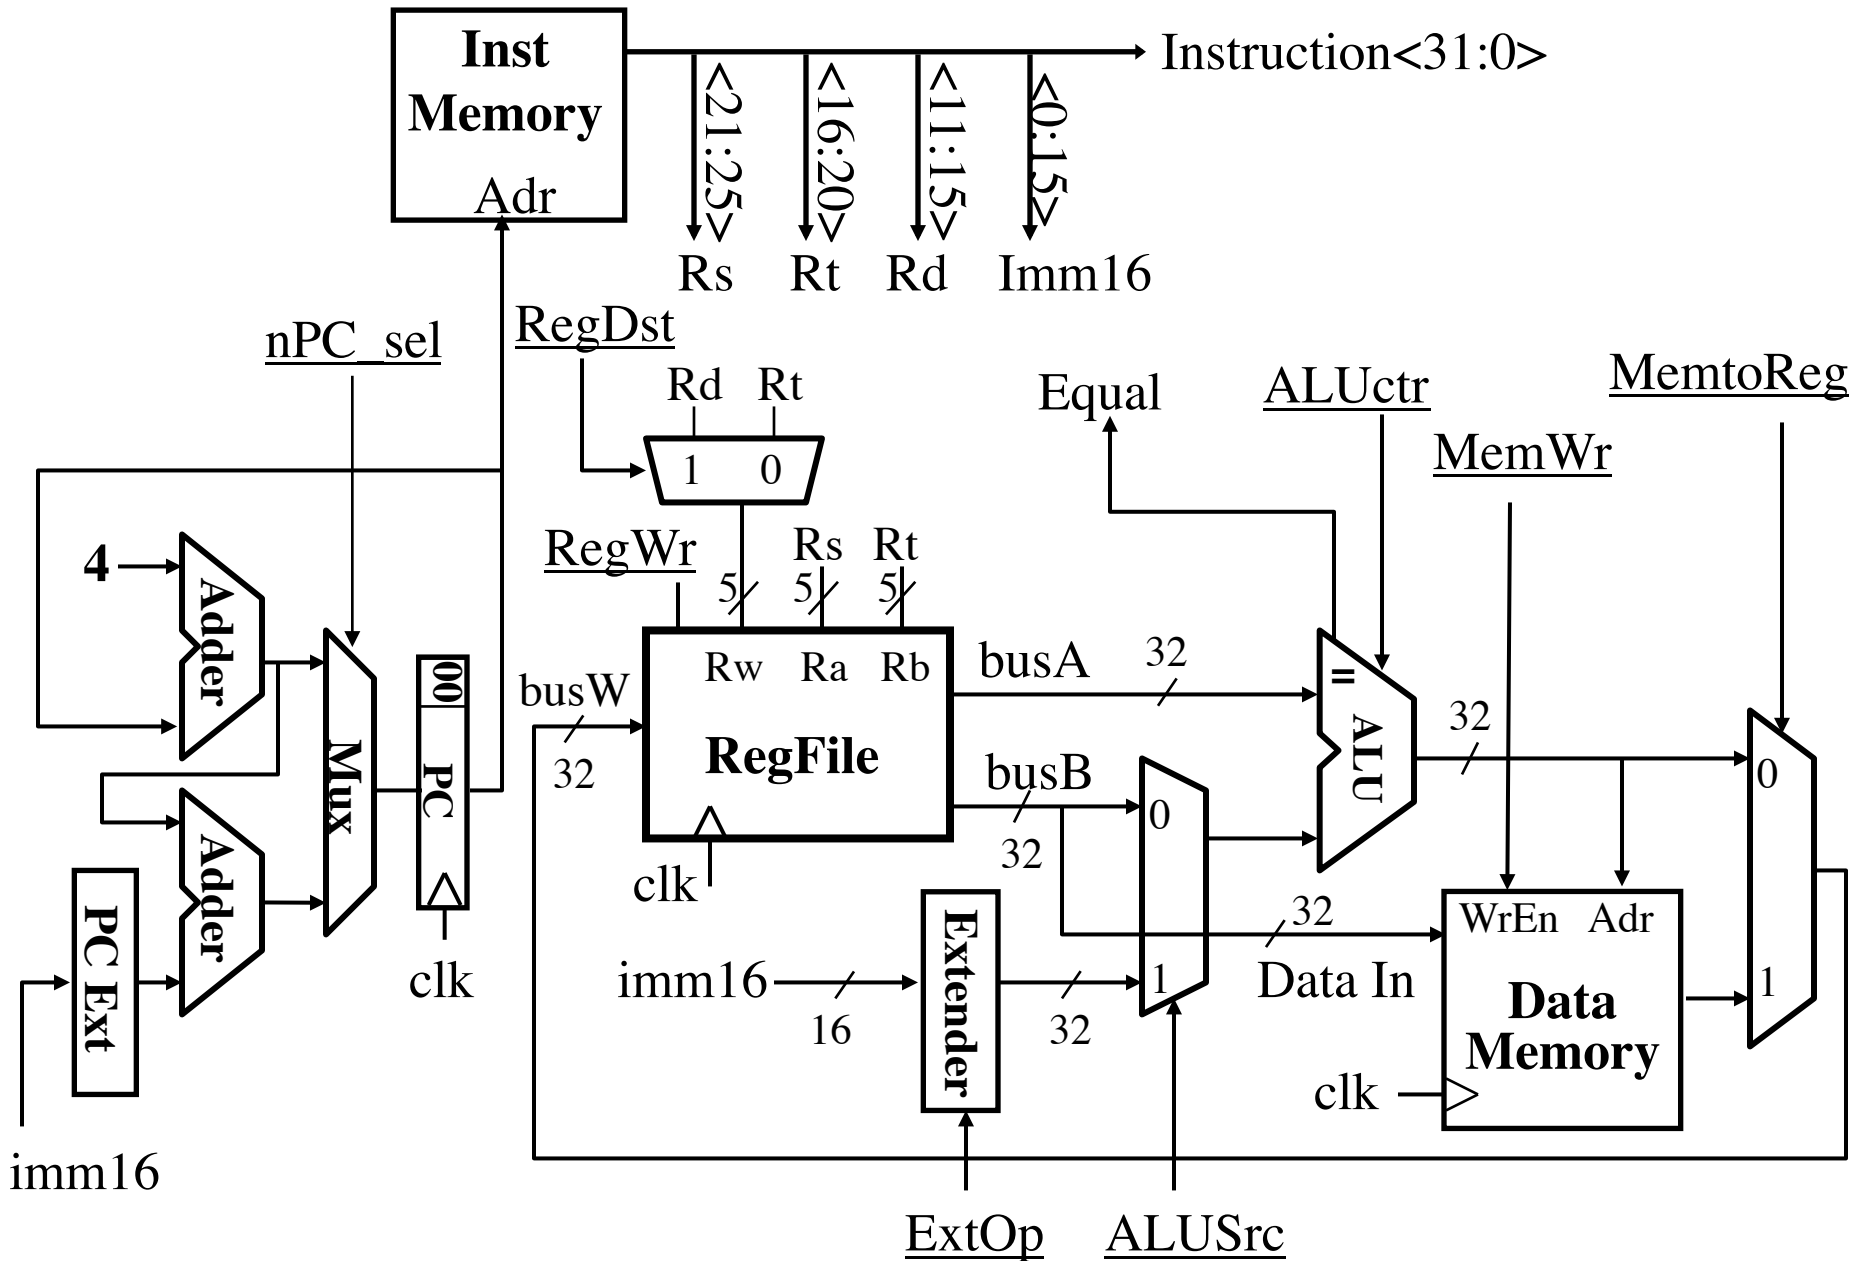 Inst
Memory
Adr
Instruction<31:0>
<21:25>
<16:20>
<11:15>
<0:15>
Rs
Rt
Rd
Imm16
nPC_sel
RegDst
Rd
Rt
1
0
Equal
ALUctr
MemWr
MemtoReg
4
Adder
RegWr
5
Rs
5
Rt
5
Rw
Ra
Rb
busW
32
RegFile
clk
busA
32
busB
32
=
ALU
32
0
1
Mux
00
PC
clk
Adder
PC Ext
imm16
imm16
16
Extender
32
0
1
32
Data In
WrEn
Adr
Data
Memory
clk
ExtOp
ALUSrc